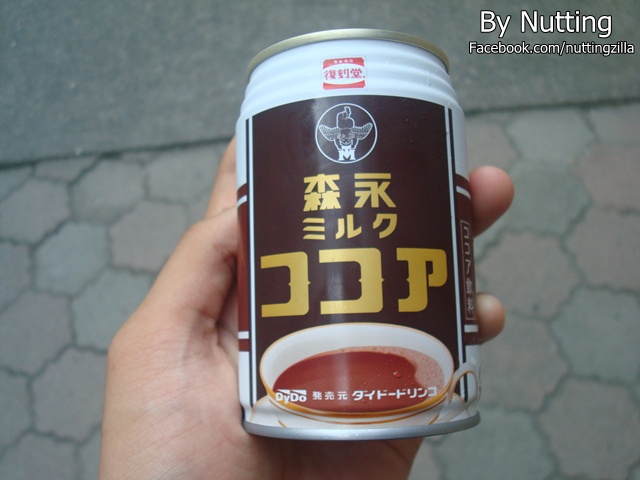 By Nutting
Facebook.com/nuttingzilla
復刻堂
TM
森永
ミルク
ココア
ココア飲料
DyDo 発売元 ダイドードリンコ